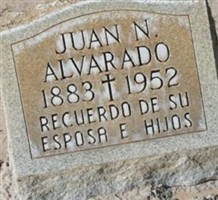 JUAN N.
ALVARADO
1883 † 1952
RECUERDO DE SU
ESPOSA E HIJOS